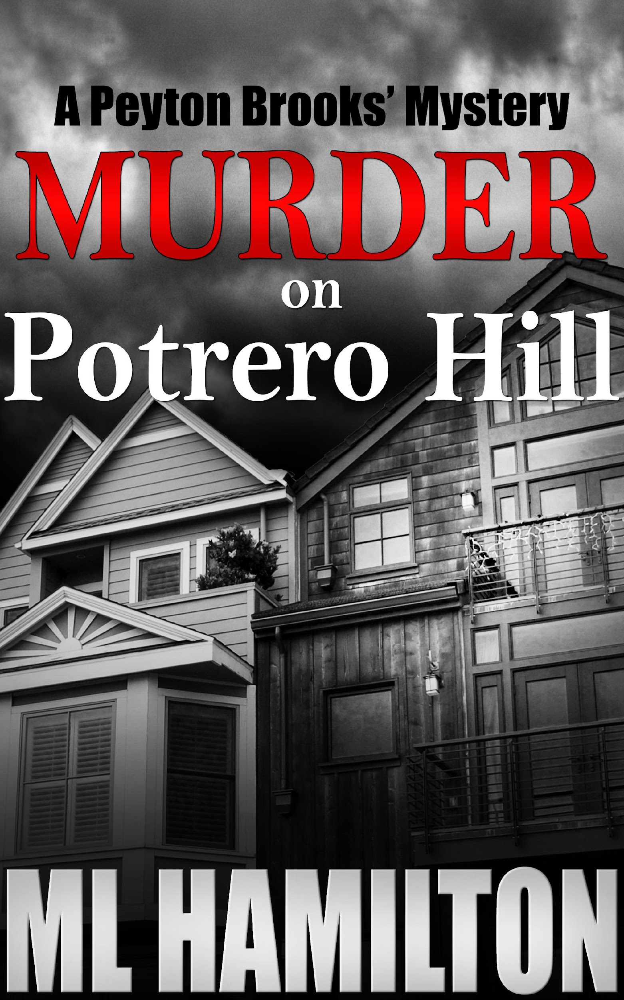 A Peyton Brooks’ Mystery
MURDER
on
Potrero Hill
ML HAMILTON